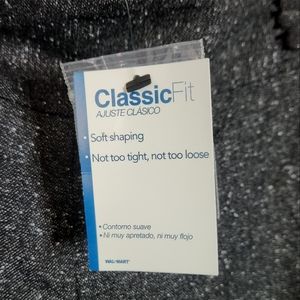 ClassicFit
AJUSTE CLÁSICO
• Soft shaping
• Not too tight, not too loose
• Contorno suave
• Ni muy apretado, ni muy flojo
WAL★MART®